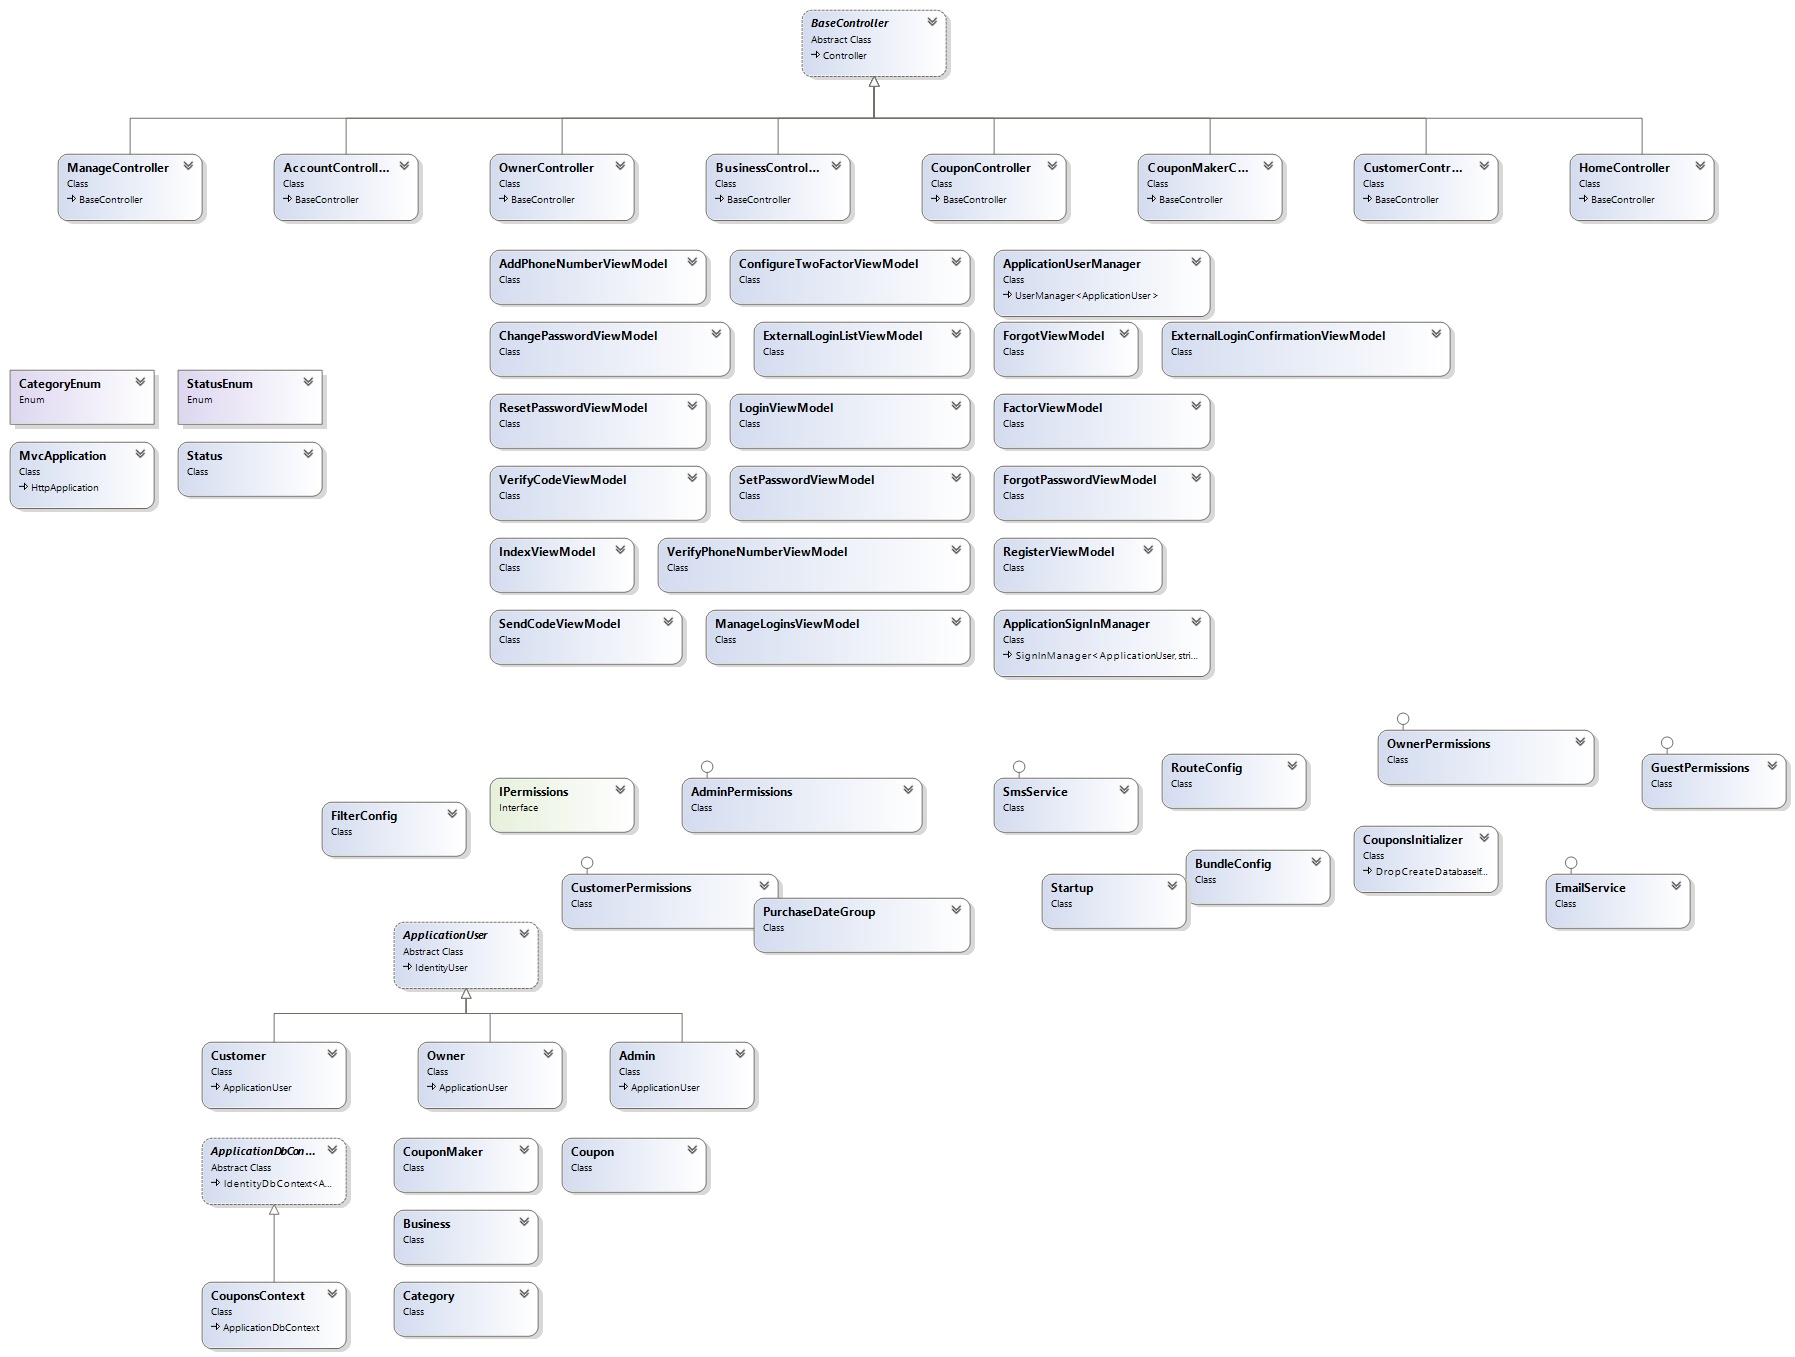 BaseController
Abstract Class
Controller
ManageController
Class
BaseController
AccountControll...
Class
BaseController
OwnerController
Class
BaseController
BusinessControl...
Class
BaseController
CouponController
Class
BaseController
CouponMakerC...
Class
BaseController
CustomerContr...
Class
BaseController
HomeController
Class
BaseController
AddPhoneNumberViewModel
Class
ConfigureTwoFactorViewModel
Class
ApplicationUserManager
Class
UserManager<ApplicationUser>
ChangePasswordViewModel
Class
ExternalLoginListViewModel
Class
ForgotViewModel
Class
ExternalLoginConfirmationViewModel
Class
CategoryEnum
Enum
StatusEnum
Enum
ResetPasswordViewModel
Class
LoginViewModel
Class
FactorViewModel
Class
MvcApplication
Class
HttpApplication
Status
Class
VerifyCodeViewModel
Class
SetPasswordViewModel
Class
ForgotPasswordViewModel
Class
IndexViewModel
Class
VerifyPhoneNumberViewModel
Class
RegisterViewModel
Class
SendCodeViewModel
Class
ManageLoginsViewModel
Class
ApplicationSignInManager
Class
SignInManager<ApplicationUser, stri...
OwnerPermissions
Class
RouteConfig
Class
GuestPermissions
Class
IPermissions
Interface
AdminPermissions
Class
SmsService
Class
FilterConfig
Class
CouponsInitializer
Class
DropCreateDatabaseIf...
BundleConfig
Class
CustomerPermissions
Class
Startup
Class
EmailService
Class
PurchaseDateGroup
Class
ApplicationUser
Abstract Class
IdentityUser
Customer
Class
ApplicationUser
Owner
Class
ApplicationUser
Admin
Class
ApplicationUser
ApplicationDbCon...
Abstract Class
IdentityDbContext<A...
CouponMaker
Class
Coupon
Class
Business
Class
CouponsContext
Class
ApplicationDbContext
Category
Class